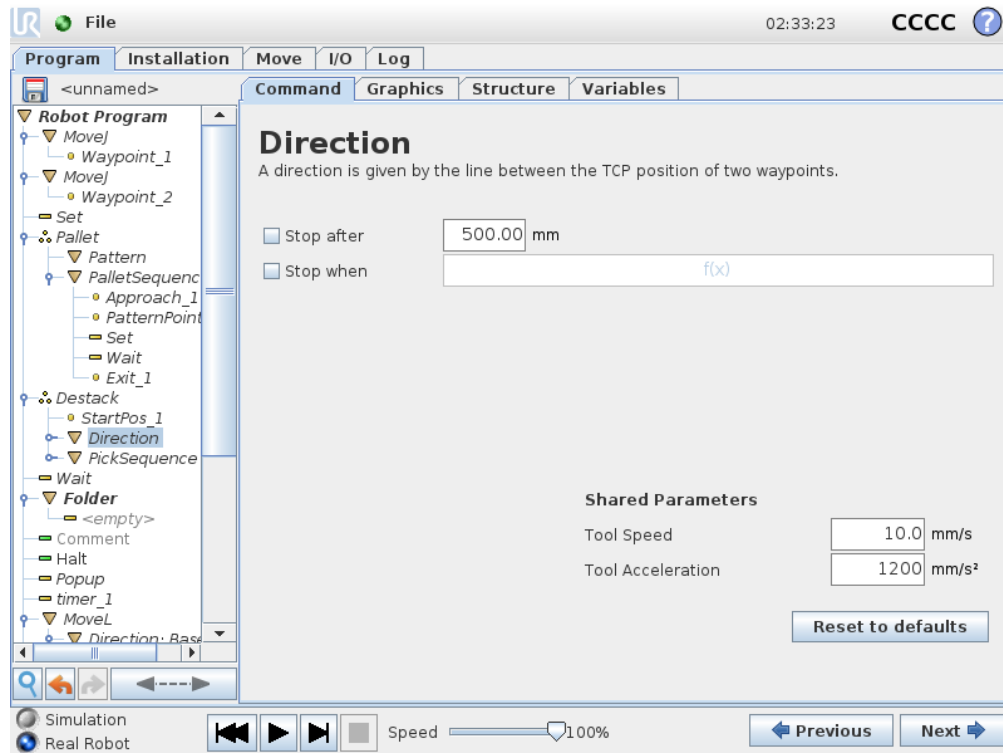 UR File 02:33:23 CCCC ?
Program Installation Move I/O Log
<unnamed> Command Graphics Structure Variables
Robot Program
MoveJ
Waypoint_1
MoveJ
Waypoint_2
Set
Pallet
Pattern
PalletSequenc
Approach_1
PatternPoint
Set
Wait
Exit_1
Destack
StartPos_1
Direction
PickSequence
Wait
Folder
<empty>
Comment
Halt
Popup
timer_1
MoveL
Direction: Base
Direction
A direction is given by the line between the TCP position of two waypoints.
Stop after 500.00 mm
Stop when f(x)
Shared Parameters
Tool Speed 10.0 mm/s
Tool Acceleration 1200 mm/s²
Reset to defaults
Simulation
Real Robot
Speed 100%
Previous Next